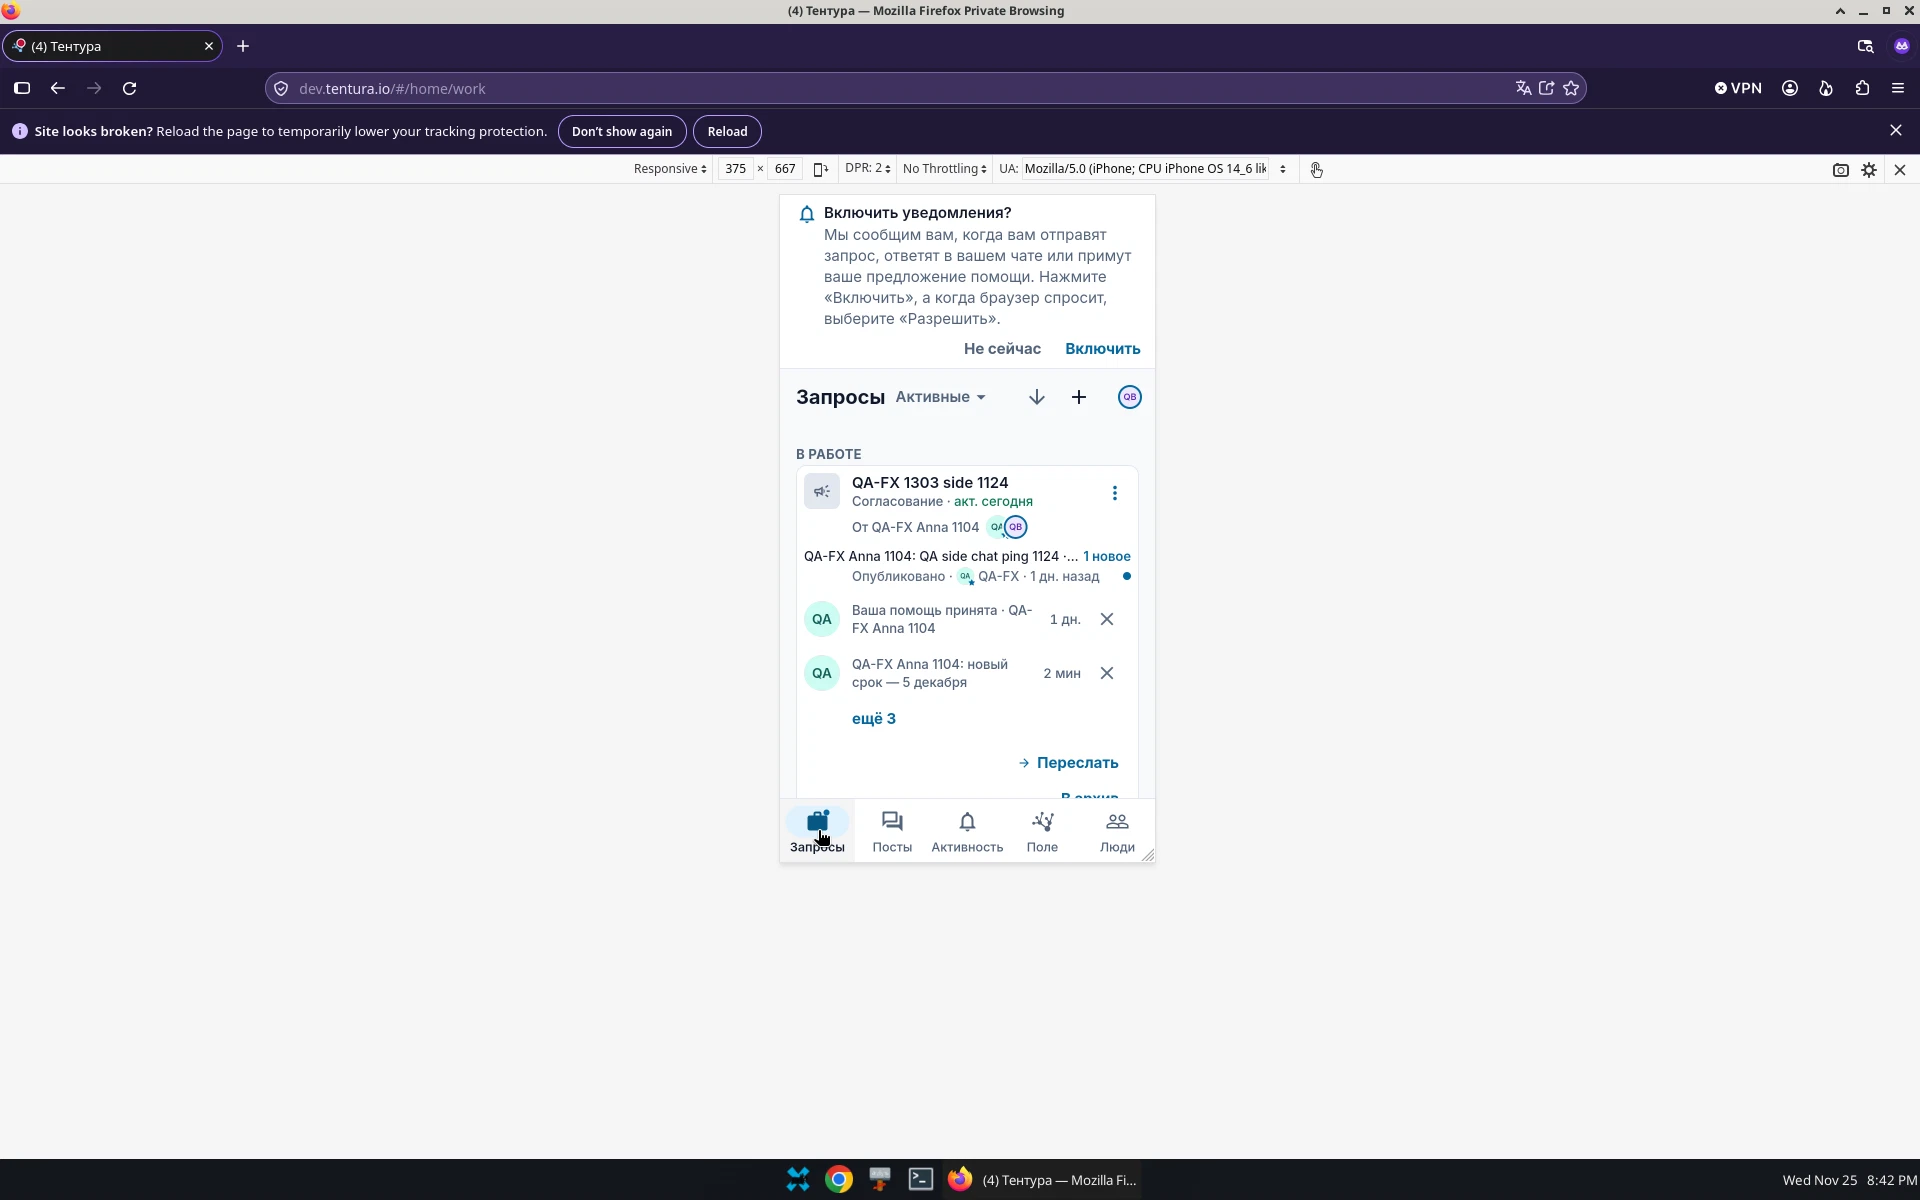 (4) Тентура — Mozilla Firefox Private Browsing
(4) Тентура
dev.tentura.io/#/home/work
VPN
Site looks broken? Reload the page to temporarily lower your tracking protection.
Don't show again
Reload
Responsive
375 × 667
DPR: 2
No Throttling
UA: Mozilla/5.0 (iPhone; CPU iPhone OS 14_6 lik
Включить уведомления?
Мы сообщим вам, когда вам отправят
запрос, ответят в вашем чате или примут
ваше предложение помощи. Нажмите
«Включить», а когда браузер спросит,
выберите «Разрешить».
Не сейчас
Включить
Запросы
Активные
QB
В РАБОТЕ
QA-FX 1303 side 1124
Согласование · акт. сегодня
От QA-FX Anna 1104
QA
QB
QA-FX Anna 1104: QA side chat ping 1124 ·... 1 новое
Опубликовано · QA QA-FX · 1 дн. назад
QA
Ваша помощь принята · QA-
FX Anna 1104
1 дн.
QA
QA-FX Anna 1104: новый
срок — 5 декабря
2 мин
ещё 3
→ Переслать
В архив
Запросы
Посты
Активность
Поле
Люди
(4) Тентура — Mozilla Fi...
Wed Nov 25 8:42 PM